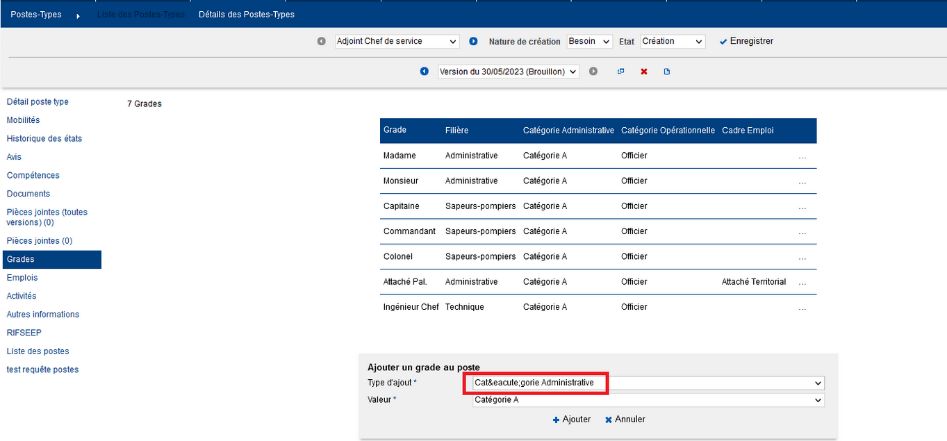 Postes-Types Liste des Postes-Types Détails des Postes-Types
Adjoint Chef de service Nature de création Besoin Etat Création Enregistrer
Version du 30/05/2023 (Brouillon)
Détail poste type
Mobilités
Historique des états
Avis
Compétences
Documents
Pièces jointes (toutes
versions) (0)
Pièces jointes (0)
Grades
Emplois
Activités
Autres informations
RIFSEEP
Liste des postes
test requête postes
7 Grades
Grade Filière Catégorie Administrative Catégorie Opérationnelle Cadre Emploi
Madame Administrative Catégorie A Officier ...
Monsieur Administrative Catégorie A Officier ...
Capitaine Sapeurs-pompiers Catégorie A Officier ...
Commandant Sapeurs-pompiers Catégorie A Officier ...
Colonel Sapeurs-pompiers Catégorie A Officier ...
Attaché Pal. Administrative Catégorie A Officier Attaché Territorial ...
Ingénieur Chef Technique Catégorie A Officier ...
Ajouter un grade au poste
Type d'ajout * Cat&eacute;gorie Administrative
Valeur * Catégorie A
Ajouter Annuler